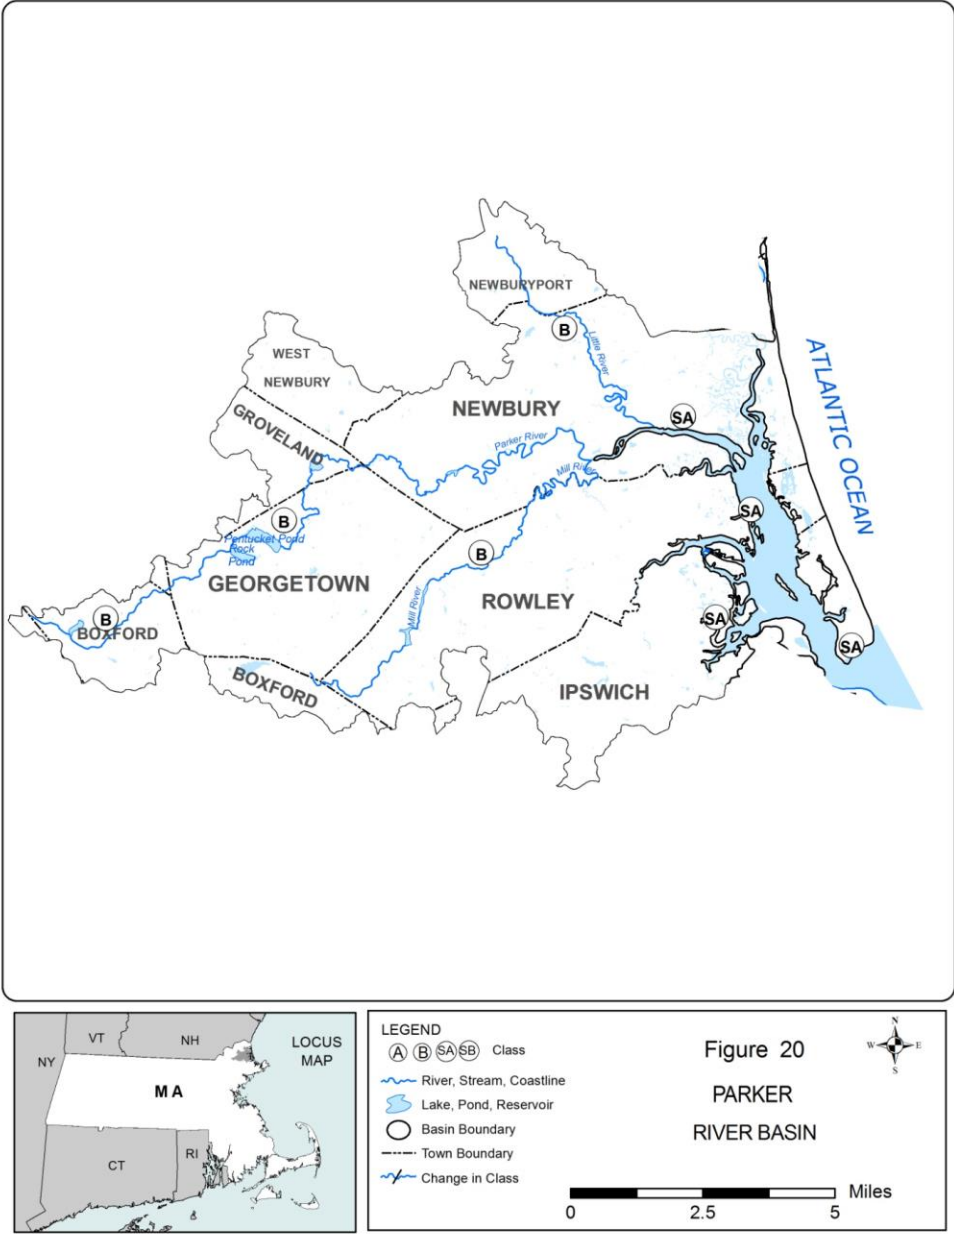 NEWBURYPORT
B
Little River
WEST
NEWBURY
NEWBURY
SA
ATLANTIC OCEAN
GROVELAND
Parker River
Mill River
SA
B
Pentucket Pond
Rock
Pond
B
GEORGETOWN
Mill River
ROWLEY
B
BOXFORD
SA
SA
BOXFORD
IPSWICH
NY
VT
NH
LOCUS
MAP
MA
CT
RI
LEGEND
A B SA SB Class
River, Stream, Coastline
Lake, Pond, Reservoir
Basin Boundary
Town Boundary
Change in Class
Figure 20
PARKER
RIVER BASIN
N
W E
S
Miles
0 2.5 5